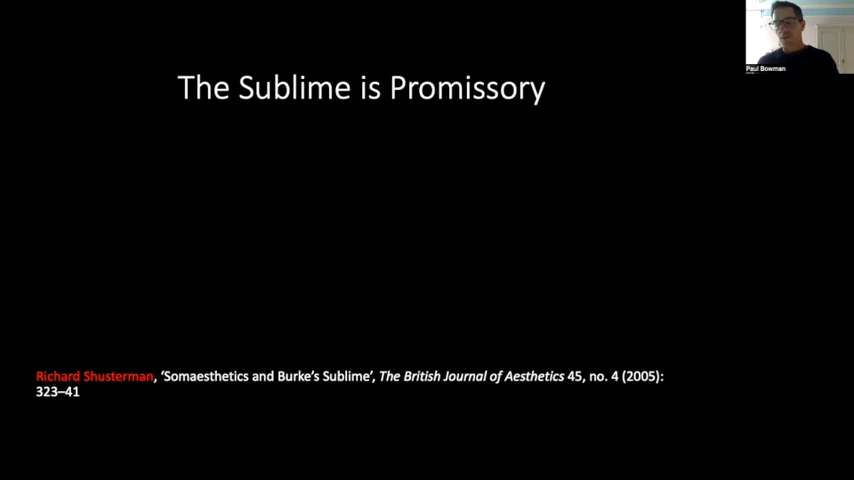 Paul Bowman
The Sublime is Promissory
Richard Shusterman, ‘Somaesthetics and Burke’s Sublime’, The British Journal of Aesthetics 45, no. 4 (2005):
323–41